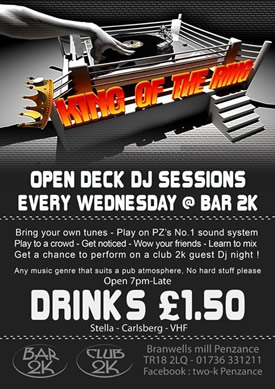 KING OF THE RING
OPEN DECK DJ SESSIONS
EVERY WEDNESDAY @ BAR 2K
Bring your own tunes - Play on PZ's No.1 sound system
Play to a crowd - Get noticed - Wow your friends - Learn to mix
Get a chance to perform on a club 2k guest Dj night !
Any music genre that suits a pub atmosphere, No hard stuff please
Open 7pm-Late
DRINKS £1.50
Stella - Carlsberg - VHF
BAR 2K
CLUB 2K
Branwells mill Penzance
TR18 2LQ - 01736 331211
Facebook : two-k Penzance